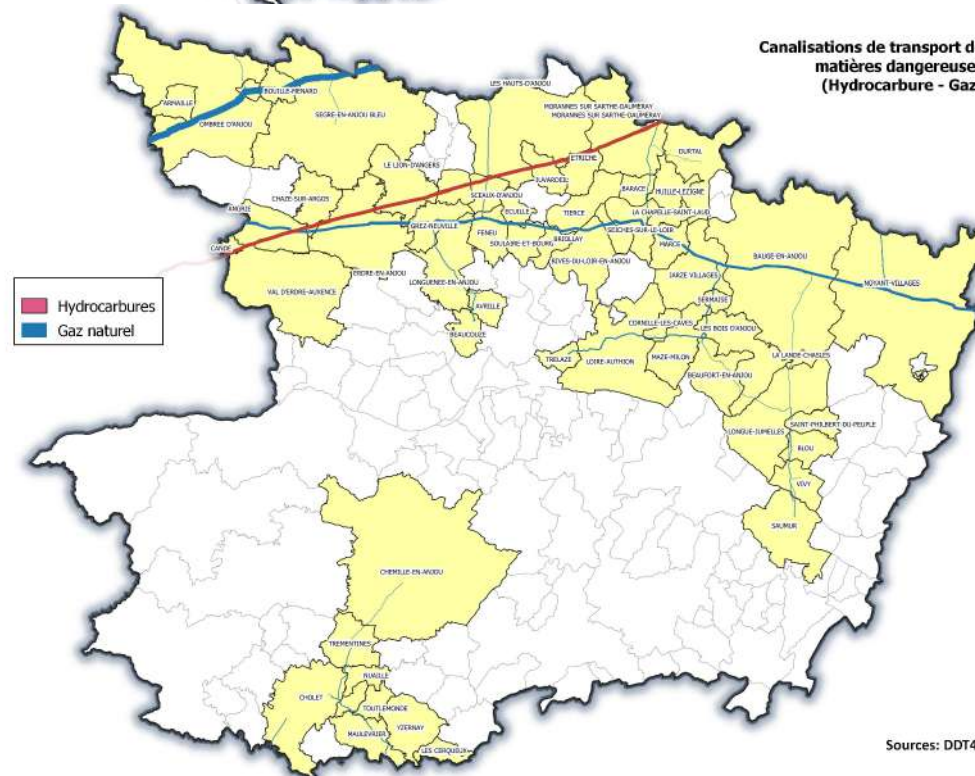 Canalisations de transport d
matières dangereuse
(Hydrocarbure - Gaz
LES HAUTS-D'ANJOU
BOUILLE-MENARD
ARMAILLE
MORANNES SUR SARTHE-DAUMERAY
SEGRE-EN-ANJOU BLEU
MORANNES SUR SARTHE-DAUMERAY
OMBREE D'ANJOU
DURTAL
ETRICHE
LE LION-D'ANGERS
JUVARDEIL
BARACE
HUILLE-LEZIGNE
SCEAUX-D'ANJOU
CHAZE-SUR-ARGOS
ANGRIE
ECUILLE
TIERCE
LA CHAPELLE-SAINT-LAUD
GREZ-NEUVILLE
FENEU
SEICHES-SUR-LE-LOIR
BRIOLLAY
SOULAIRE-ET-BOURG
MARCE
CANDE
BAUGE-EN-ANJOU
RIVES-DU-LOIR-EN-ANJOU
ERDRE-EN-ANJOU
JARZE VILLAGES
LONGUENEE-EN-ANJOU
NOYANT-VILLAGES
VAL D'ERDRE-AUXENCE
SERMAISE
AVRILLE
Hydrocarbures
Gaz naturel
CORNILLE-LES-CAVES
LES BOIS D'ANJOU
BEAUCOUZE
LA LANDE-CHASLES
TRELAZE
LOIRE-AUTHION
MAZE-MILON
BEAUFORT-EN-ANJOU
SAINT-PHILBERT-DU-PEUPLE
LONGUE-JUMELLES
BLOU
VIVY
SAUMUR
CHEMILLE-EN-ANJOU
TREMENTINES
NUAILLE
CHOLET
TOUTLEMONDE
YZERNAY
MAULEVRIER
LES CERQUEUX
Sources: DDT4